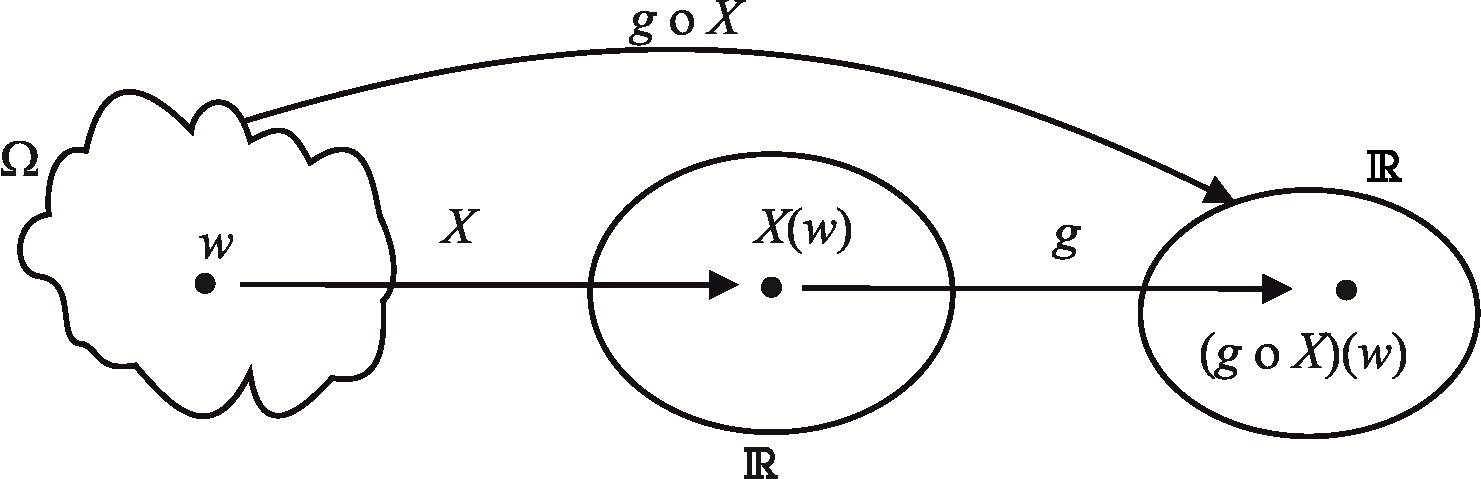 g o X
Ω
ℝ
w
X
X(w)
g
(g o X)(w)
ℝ